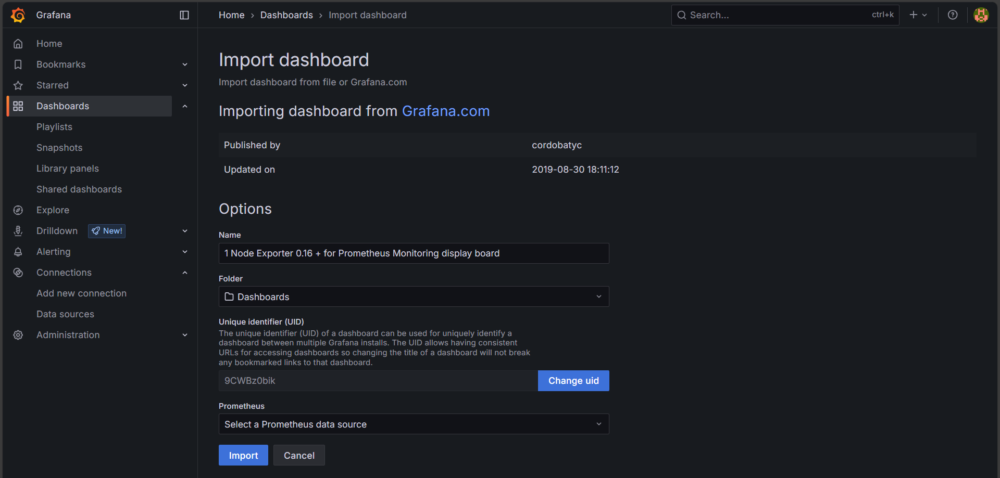 Grafana
Home › Dashboards › Import dashboard
Search...
ctrl+k
Home
Bookmarks
Starred
Dashboards
Playlists
Snapshots
Library panels
Shared dashboards
Explore
Drilldown
New!
Alerting
Connections
Add new connection
Data sources
Administration
Import dashboard
Import dashboard from file or Grafana.com
Importing dashboard from Grafana.com
Published by cordobatyc
Updated on 2019-08-30 18:11:12
Options
Name
1 Node Exporter 0.16 + for Prometheus Monitoring display board
Folder
Dashboards
Unique identifier (UID)
The unique identifier (UID) of a dashboard can be used for uniquely identify a
dashboard between multiple Grafana installs. The UID allows having consistent
URLs for accessing dashboards so changing the title of a dashboard will not break
any bookmarked links to that dashboard.
9CWBz0bik
Change uid
Prometheus
Select a Prometheus data source
Import
Cancel